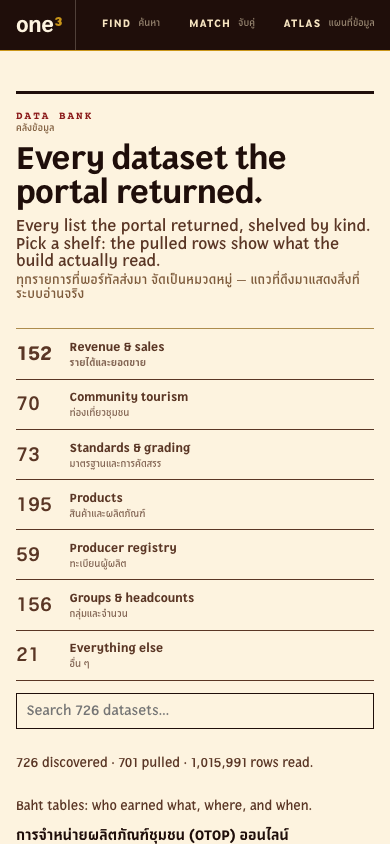 one³
FIND ค้นหา MATCH จับคู่ ATLAS แผนที่ข้อมูล
DATA BANK
คลังข้อมูล
Every dataset the
portal returned.
Every list the portal returned, shelved by kind.
Pick a shelf: the pulled rows show what the
build actually read.
ทุกรายการที่พอร์ทัลส่งมา จัดเป็นหมวดหมู่ — แถวที่ดึงมาแสดงสิ่งที่
ระบบอ่านจริง
152 Revenue & sales
รายได้และยอดขาย
70 Community tourism
ท่องเที่ยวชุมชน
73 Standards & grading
มาตรฐานและการคัดสรร
195 Products
สินค้าและผลิตภัณฑ์
59 Producer registry
ทะเบียนผู้ผลิต
156 Groups & headcounts
กลุ่มและจำนวน
21 Everything else
อื่น ๆ
Search 726 datasets...
726 discovered · 701 pulled · 1,015,991 rows read.
Baht tables: who earned what, where, and when.
การจำหน่ายผลิตภัณฑ์ชุมชน (OTOP) ออนไลน์